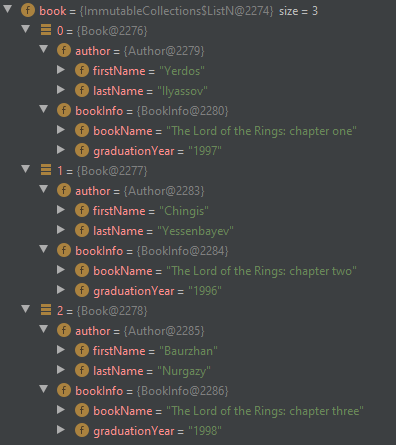 book = {ImmutableCollections$ListN@2274} size = 3
0 = {Book@2276}
author = {Author@2279}
firstName = "Yerdos"
lastName = "Ilyassov"
bookInfo = {BookInfo@2280}
bookName = "The Lord of the Rings: chapter one"
graduationYear = "1997"
1 = {Book@2277}
author = {Author@2283}
firstName = "Chingis"
lastName = "Yessenbayev"
bookInfo = {BookInfo@2284}
bookName = "The Lord of the Rings: chapter two"
graduationYear = "1996"
2 = {Book@2278}
author = {Author@2285}
firstName = "Baurzhan"
lastName = "Nurgazy"
bookInfo = {BookInfo@2286}
bookName = "The Lord of the Rings: chapter three"
graduationYear = "1998"